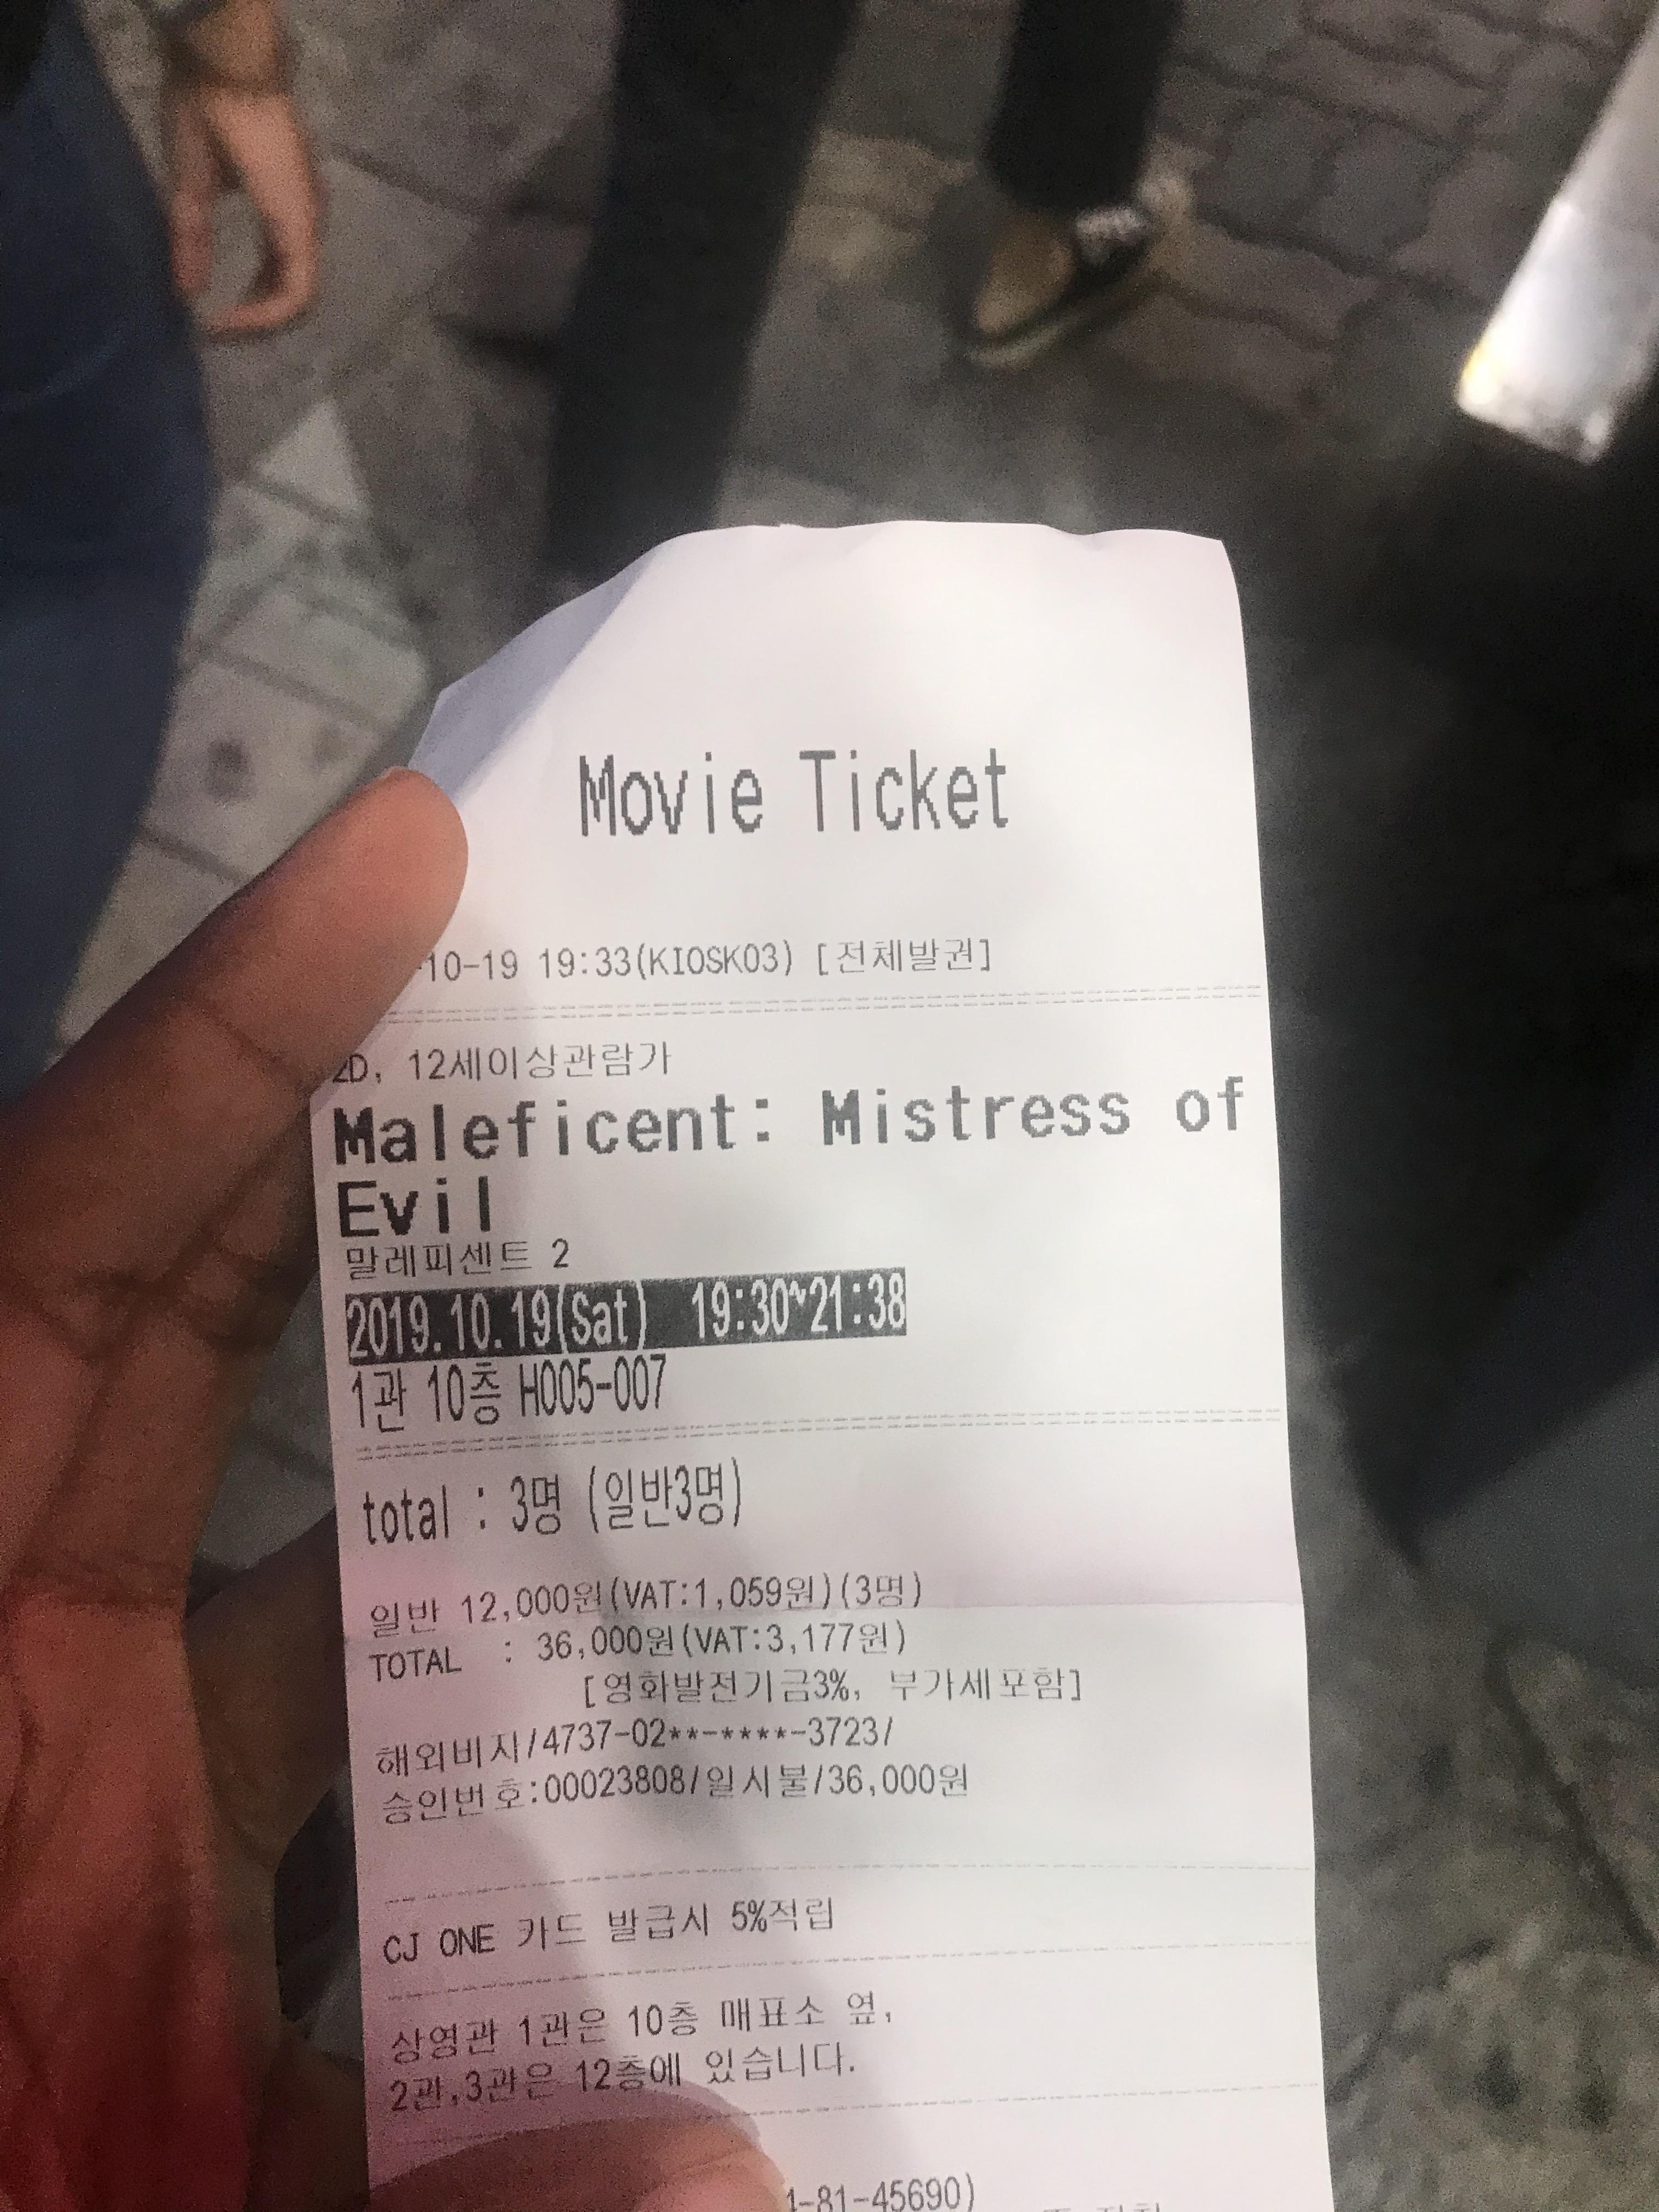 Movie Ticket
-10-19 19:33(KIOSK03) [전체발권]
2D, 12세이상관람가
Maleficent: Mistress of
Evil
말레피센트 2
2019.10.19(Sat) 19:30~21:38
1관 10층 H005-007
total : 3명 (일반3명)
일반 12,000원(VAT:1,059원)(3명)
TOTAL : 36,000원(VAT:3,177원)
[영화발전기금3%, 부가세포함]
해외비자/4737-02**-****-3723/
승인번호:00023808/일시불/36,000원
CJ ONE 카드 발급시 5%적립
상영관 1관은 10층 매표소 옆,
2관,3관은 12층에 있습니다.
-81-45690)